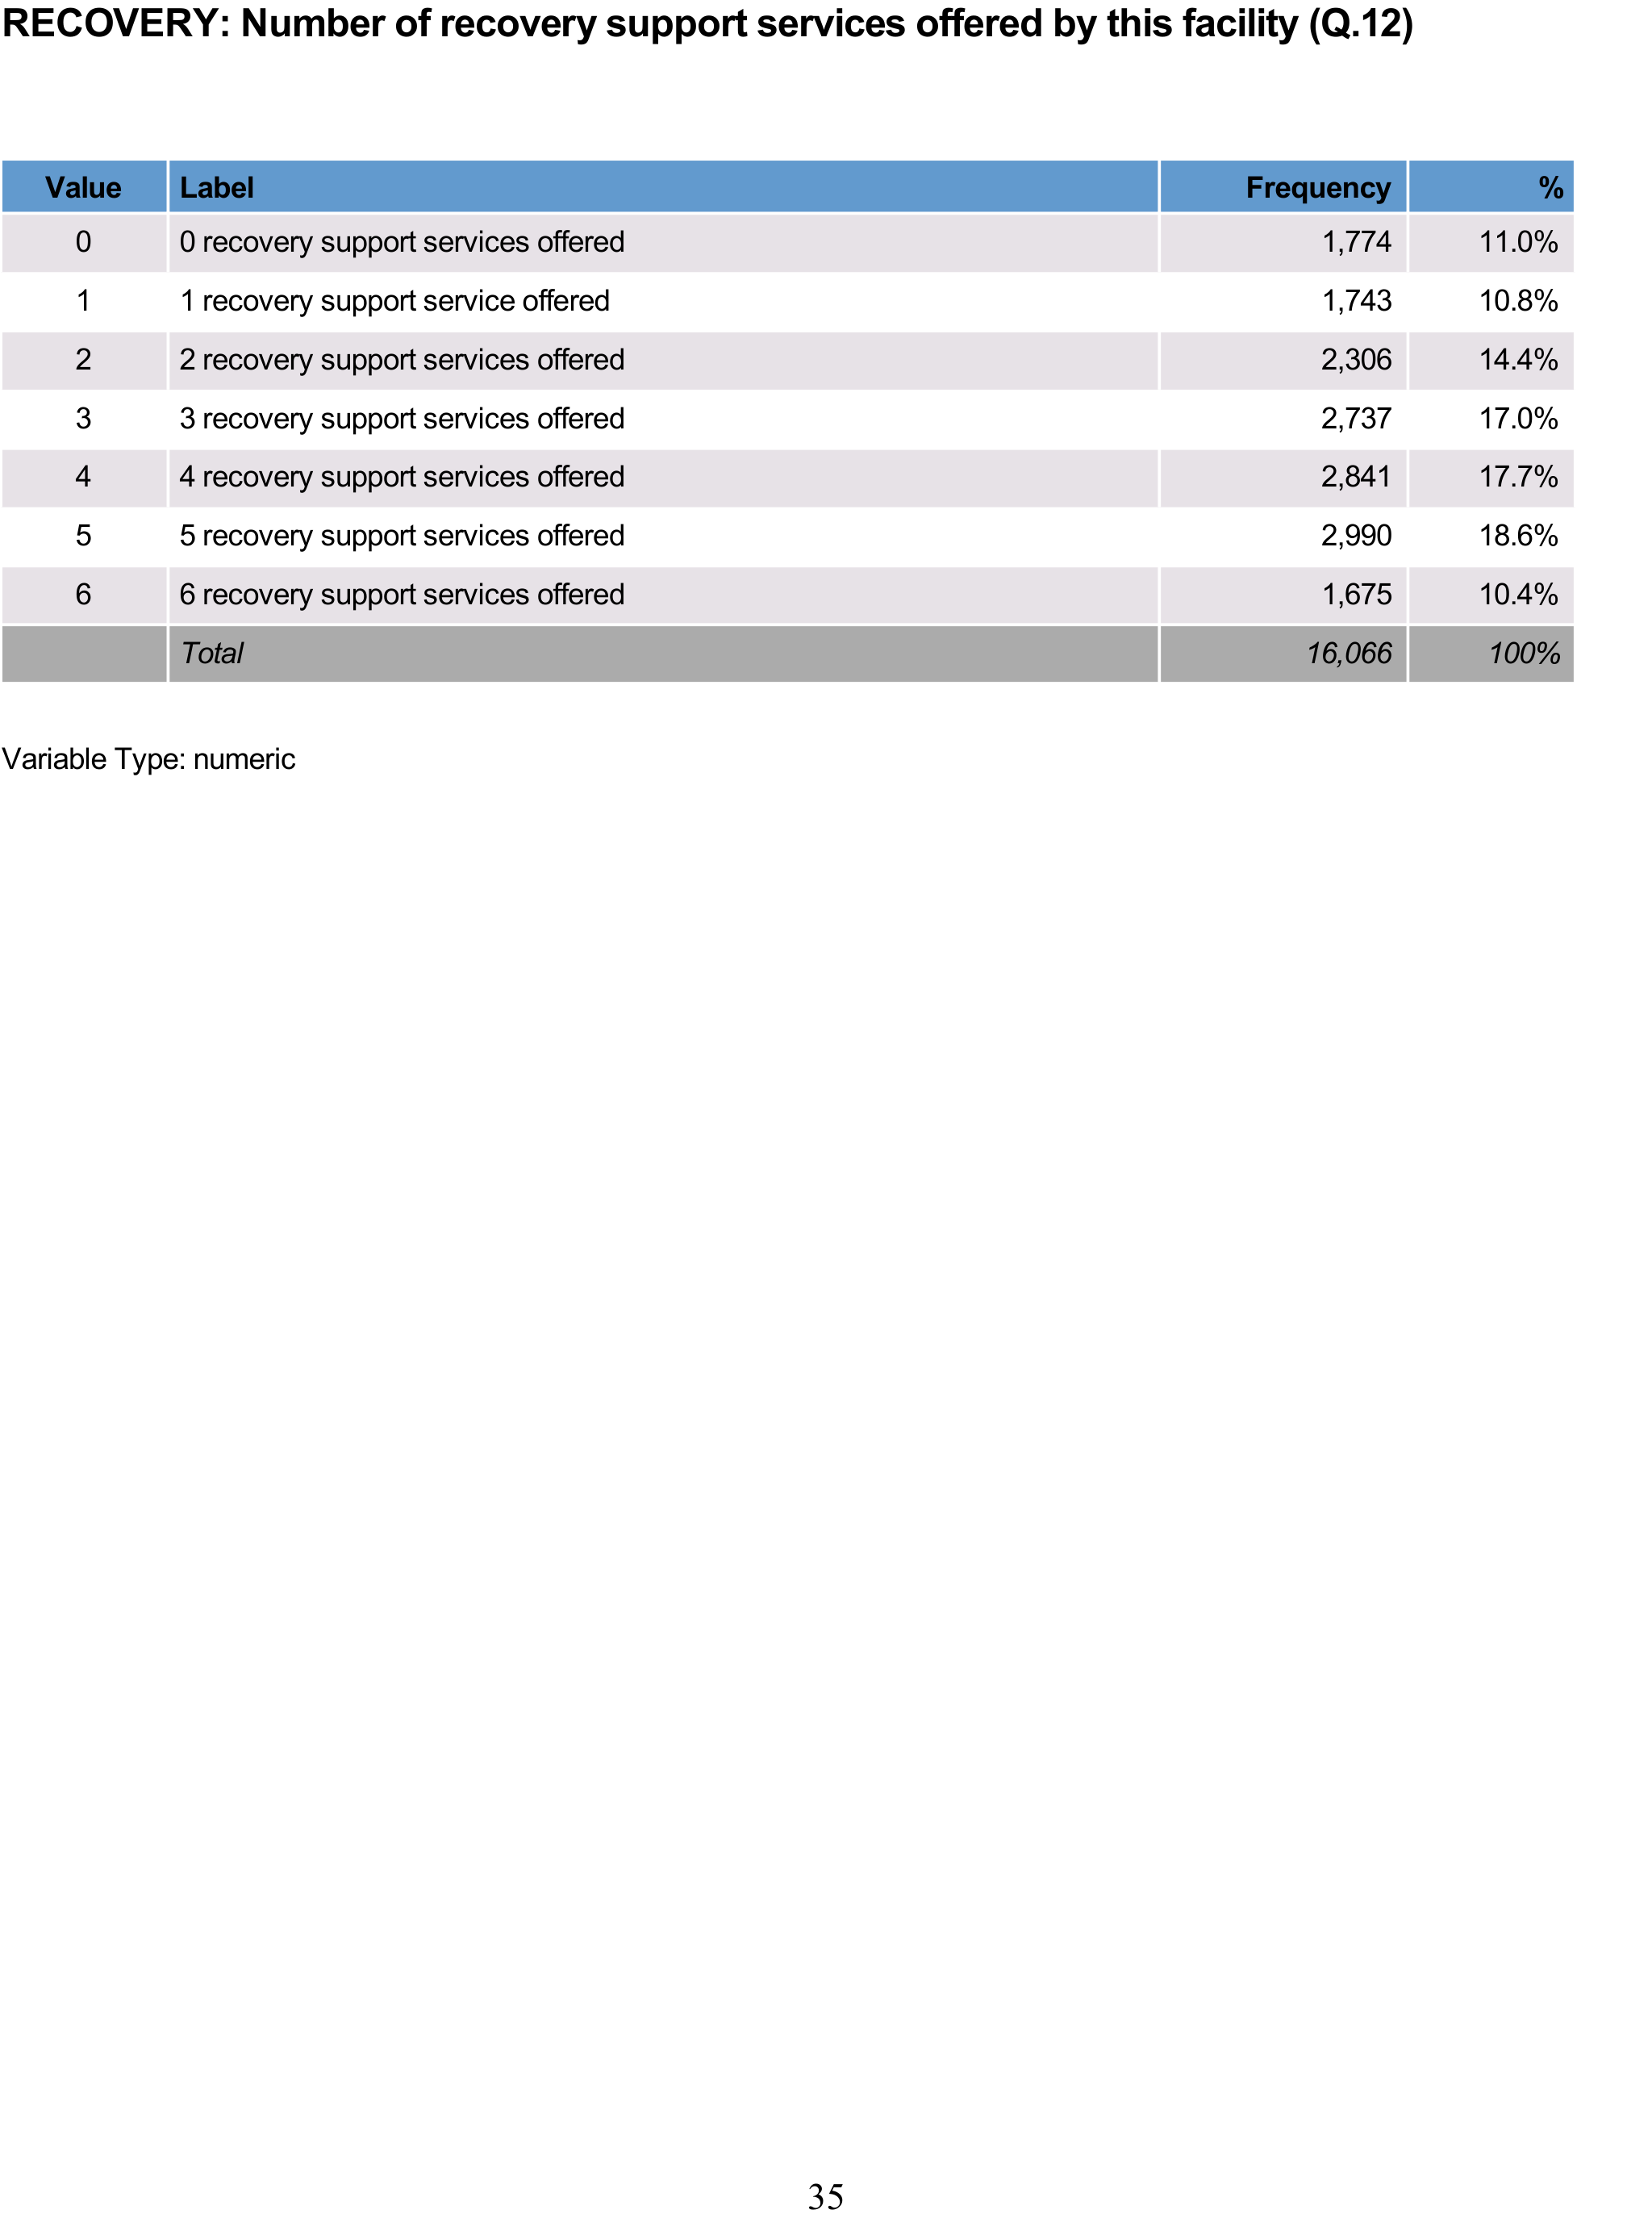 RECOVERY: Number of recovery support services offered by this facility (Q.12)
Value Label Frequency %
0 0 recovery support services offered 1,774 11.0%
1 1 recovery support service offered 1,743 10.8%
2 2 recovery support services offered 2,306 14.4%
3 3 recovery support services offered 2,737 17.0%
4 4 recovery support services offered 2,841 17.7%
5 5 recovery support services offered 2,990 18.6%
6 6 recovery support services offered 1,675 10.4%
Total 16,066 100%
Variable Type: numeric
35